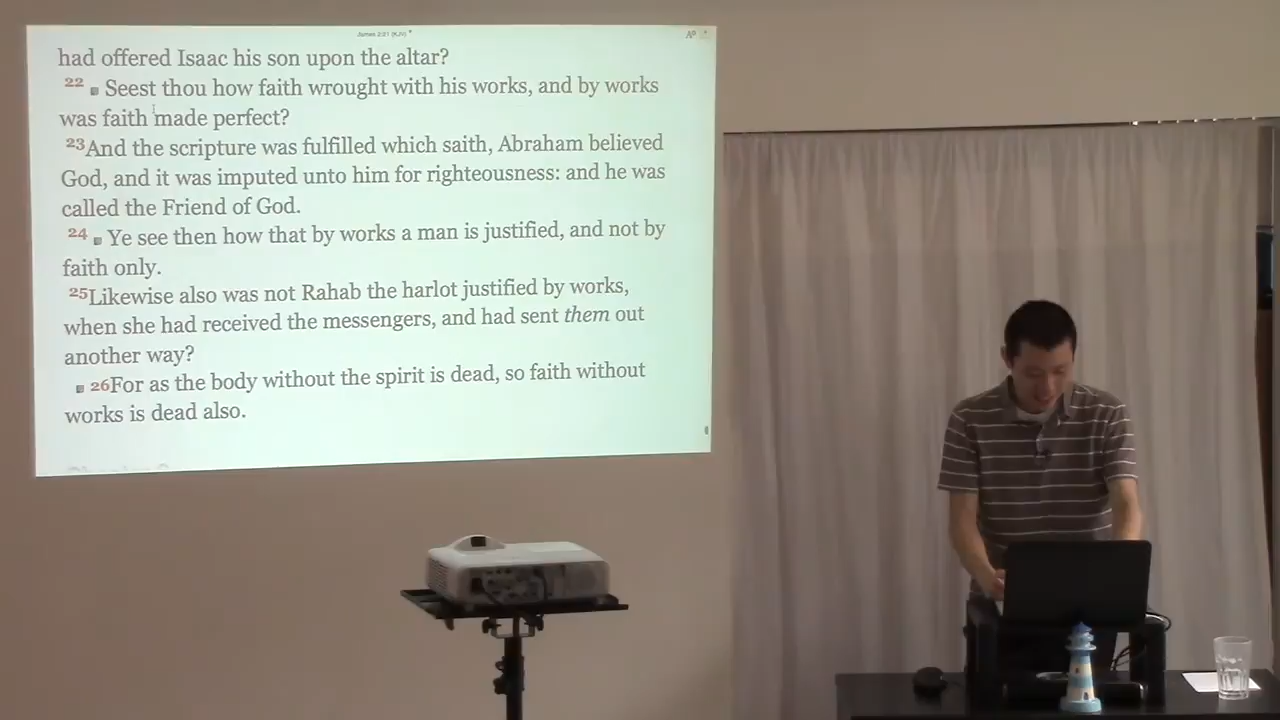 James 2:21 (KJV)
had offered Isaac his son upon the altar?
22 Seest thou how faith wrought with his works, and by works
was faith made perfect?
23And the scripture was fulfilled which saith, Abraham believed
God, and it was imputed unto him for righteousness: and he was
called the Friend of God.
24 Ye see then how that by works a man is justified, and not by
faith only.
25Likewise also was not Rahab the harlot justified by works,
when she had received the messengers, and had sent them out
another way?
26For as the body without the spirit is dead, so faith without
works is dead also.